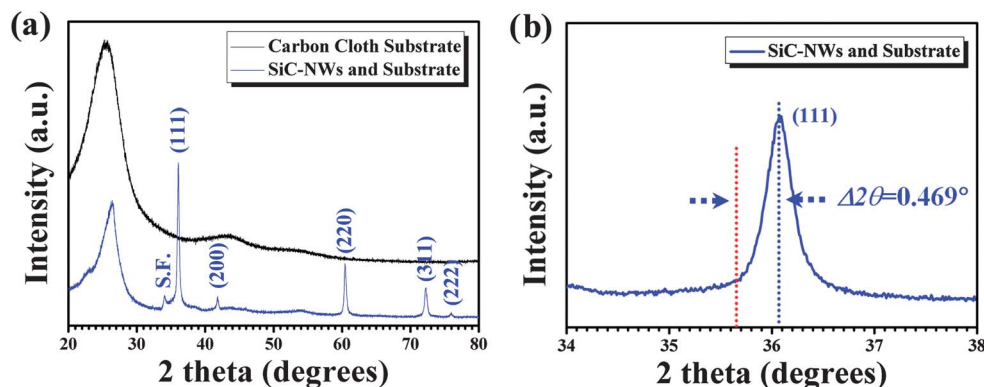 (a)
Carbon Cloth Substrate
SiC-NWs and Substrate
Intensity (a.u.)
S.F.
(111)
(200)
(220)
(311)
(222)
20 30 40 50 60 70 80
2 theta (degrees)
(b)
SiC-NWs and Substrate
Intensity (a.u.)
(111)
Δ2θ=0.469°
34 35 36 37 38
2 theta (degrees)